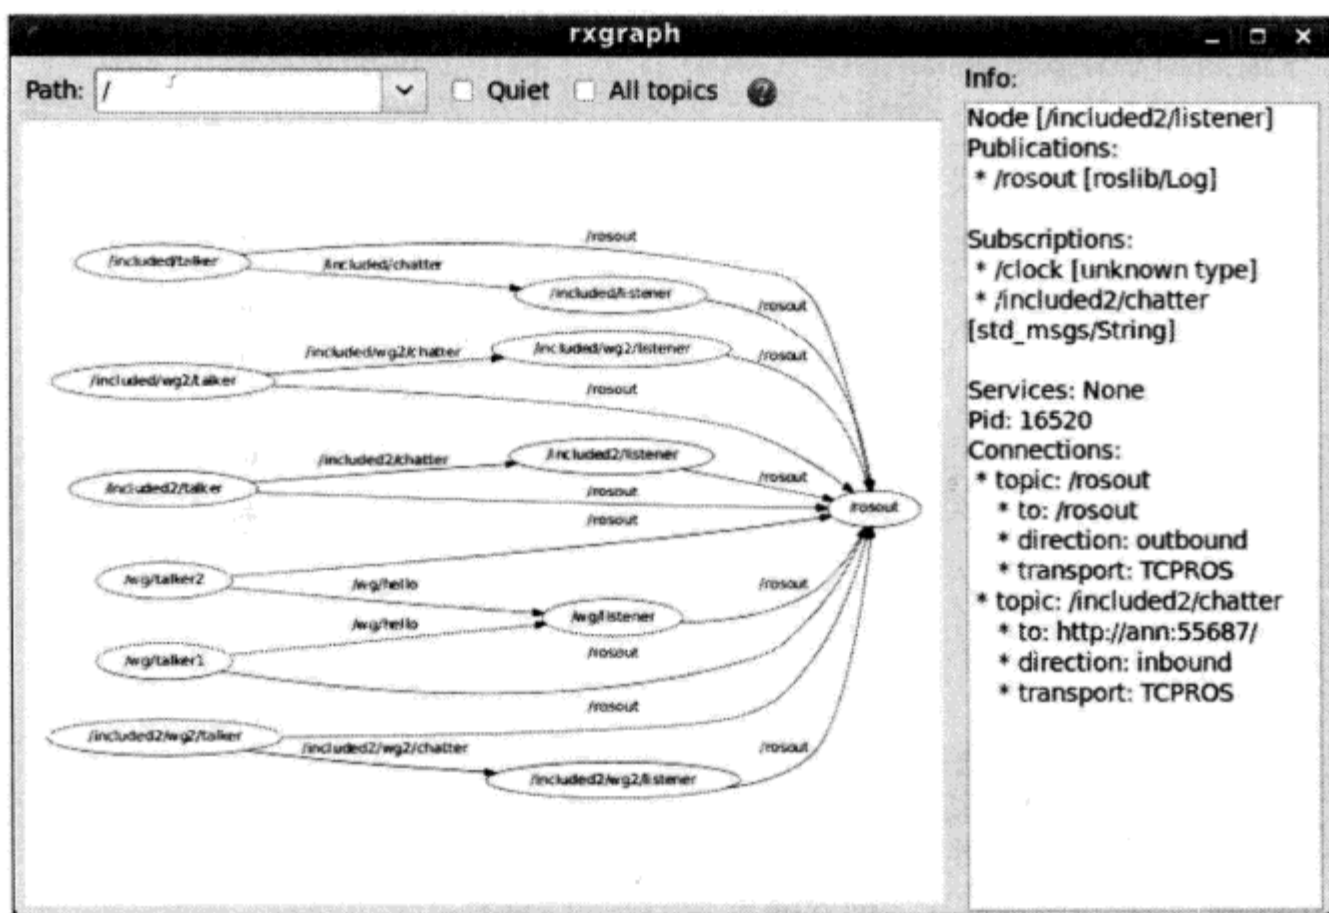 rxgraph
Path: /
Quiet
All topics
?
Info:
Node [/included2/listener]
Publications:
* /rosout [roslib/Log]
Subscriptions:
* /clock [unknown type]
* /included2/chatter
[std_msgs/String]
Services: None
Pid: 16520
Connections:
* topic: /rosout
* to: /rosout
* direction: outbound
* transport: TCPROS
* topic: /included2/chatter
* to: http://ann:55687/
* direction: inbound
* transport: TCPROS
/rosout
/included/talker
/included/chatter
/included/listener
/rosout
/included/wg2/chatter
/included/wg2/listener
/rosout
/included/wg2/talker
/rosout
/included2/chatter
/included2/listener
/rosout
/included2/talker
/rosout
/rosout
/rosout
/wg/talker2
/wg/hello
/rosout
/wg/listener
/wg/hello
/wg/talker1
/rosout
/rosout
/included2/wg2/talker
/included2/wg2/chatter
/rosout
/included2/wg2/listener